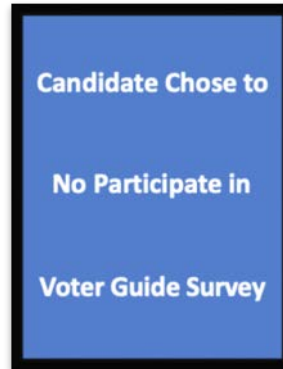 Candidate Chose to
No Participate in
Voter Guide Survey